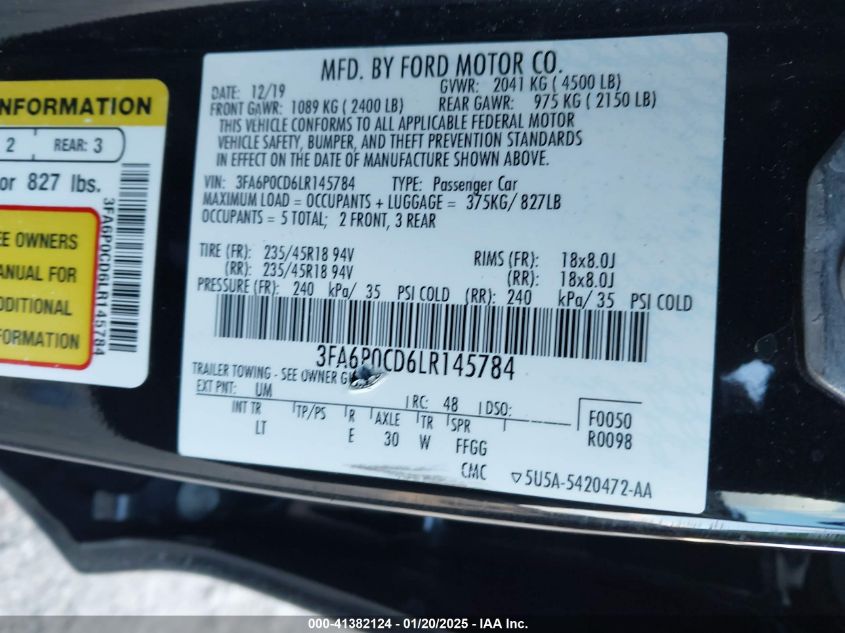 NFORMATION
2 REAR: 3
or 827 lbs.
EE OWNERS
ANUAL FOR
DDITIONAL
FORMATION
3FA6P0CD6LR145784
MFD. BY FORD MOTOR CO.
DATE: 12/19 GVWR: 2041 KG ( 4500 LB)
FRONT GAWR: 1089 KG ( 2400 LB) REAR GAWR: 975 KG ( 2150 LB)
THIS VEHICLE CONFORMS TO ALL APPLICABLE FEDERAL MOTOR
VEHICLE SAFETY, BUMPER, AND THEFT PREVENTION STANDARDS
IN EFFECT ON THE DATE OF MANUFACTURE SHOWN ABOVE.
VIN: 3FA6P0CD6LR145784 TYPE: Passenger Car
MAXIMUM LOAD = OCCUPANTS + LUGGAGE = 375KG/ 827LB
OCCUPANTS = 5 TOTAL; 2 FRONT, 3 REAR
TIRE (FR): 235/45R18 94V RIMS (FR): 18x8.0J
(RR): 235/45R18 94V (RR): 18x8.0J
PRESSURE (FR): 240 kPa/ 35 PSI COLD (RR): 240 kPa/ 35 PSI COLD
3FA6P0CD6LR145784
TRAILER TOWING - SEE OWNER
EXT PNT: UM RC: 48 DSO: F0050
INT TR TP/PS R AXLE TR SPR R0098
LT E 30 W FFGG
CMC 5U5A-5420472-AA
000-41382124 - 01/20/2025 - IAA Inc.